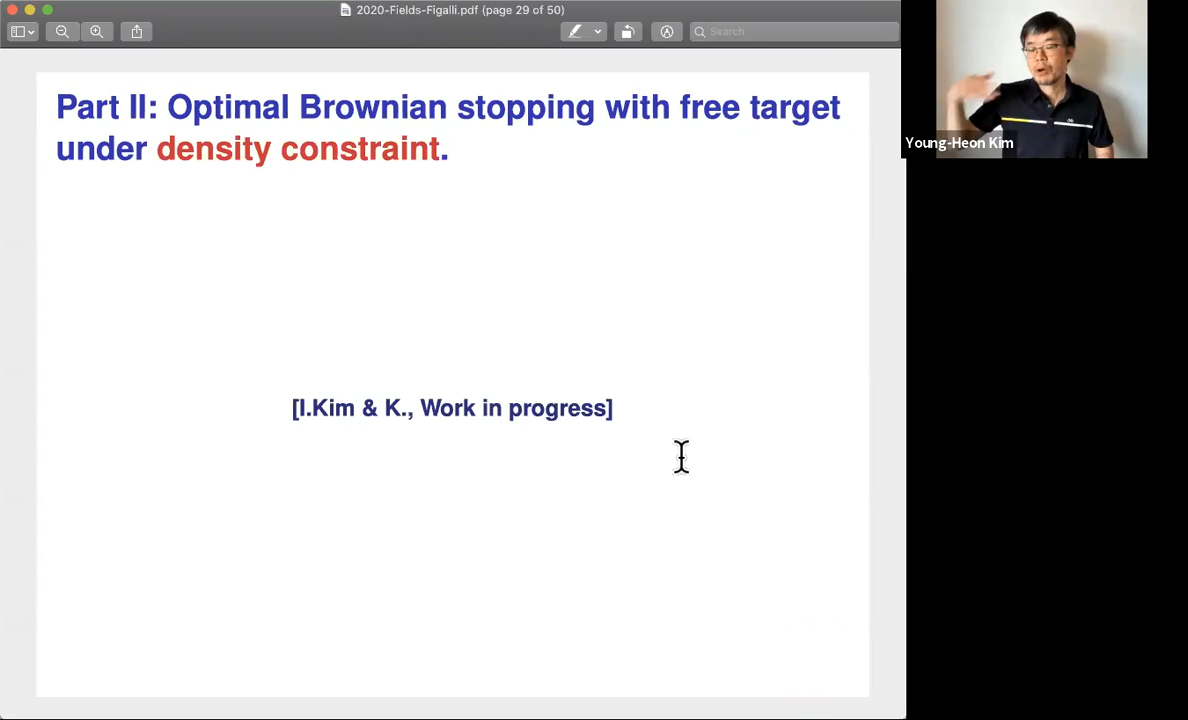 2020-Fields-Figalli.pdf (page 29 of 50)
Search
Part II: Optimal Brownian stopping with free target
under density constraint.
[I.Kim & K., Work in progress]
Young-Heon Kim